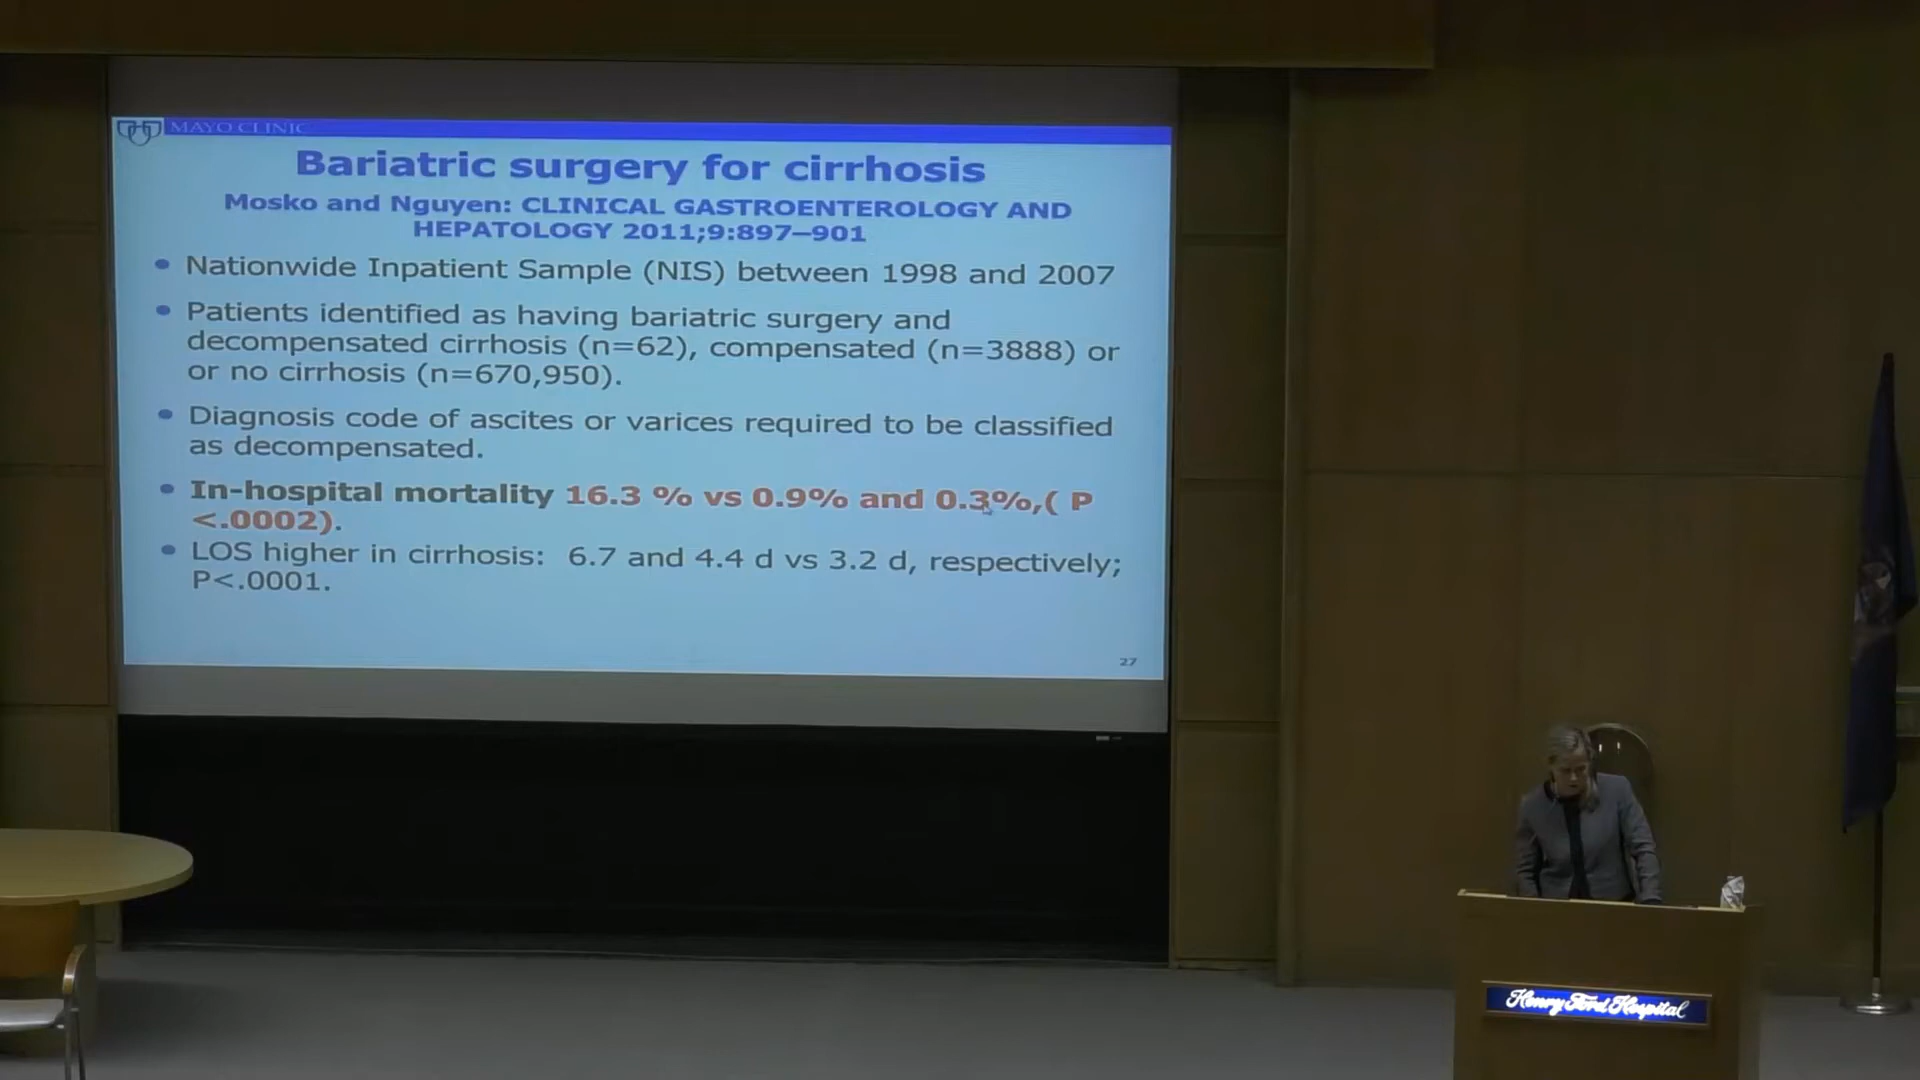 MAYO CLINIC
Bariatric surgery for cirrhosis
Mosko and Nguyen: CLINICAL GASTROENTEROLOGY AND
HEPATOLOGY 2011;9:897–901
• Nationwide Inpatient Sample (NIS) between 1998 and 2007
• Patients identified as having bariatric surgery and
decompensated cirrhosis (n=62), compensated (n=3888) or
or no cirrhosis (n=670,950).
• Diagnosis code of ascites or varices required to be classified
as decompensated.
• In-hospital mortality 16.3 % vs 0.9% and 0.3%,( P
<.0002).
• LOS higher in cirrhosis: 6.7 and 4.4 d vs 3.2 d, respectively;
P<.0001.
27
Henry Ford Hospital